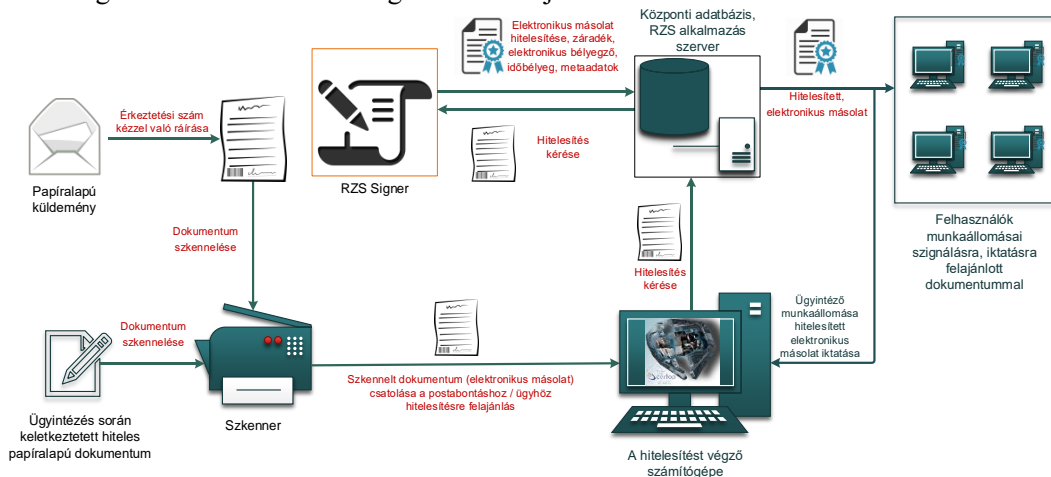 Elektronikus másolat
hitelesítése, záradék,
elektronikus bélyegző,
időbélyeg, metaadatok
Központi adatbázis,
RZS alkalmazás
szerver
Érkeztetési szám
kézzel való ráírása
Hitelesítés
kérése
Hitelesített,
elektronikus másolat
Papíralapú
küldemény
RZS Signer
Felhasználók
munkaállomásai
szignálásra, iktatásra
felajánlott
dokumentummal
Dokumentum
szkennelése
Hitelesítés
kérése
Ügyintéző
munkaállomása
hitelesített
elektronikus
másolat iktatása
Dokumentum
szkennelése
Szkennelt dokumentum (elektronikus másolat)
csatolása a postabontáshoz / ügyhöz
hitelesítésre felajánlás
Ügyintézés során
keletkeztetett hiteles
papíralapú dokumentum
Szkenner
A hitelesítést végző
számítógépe